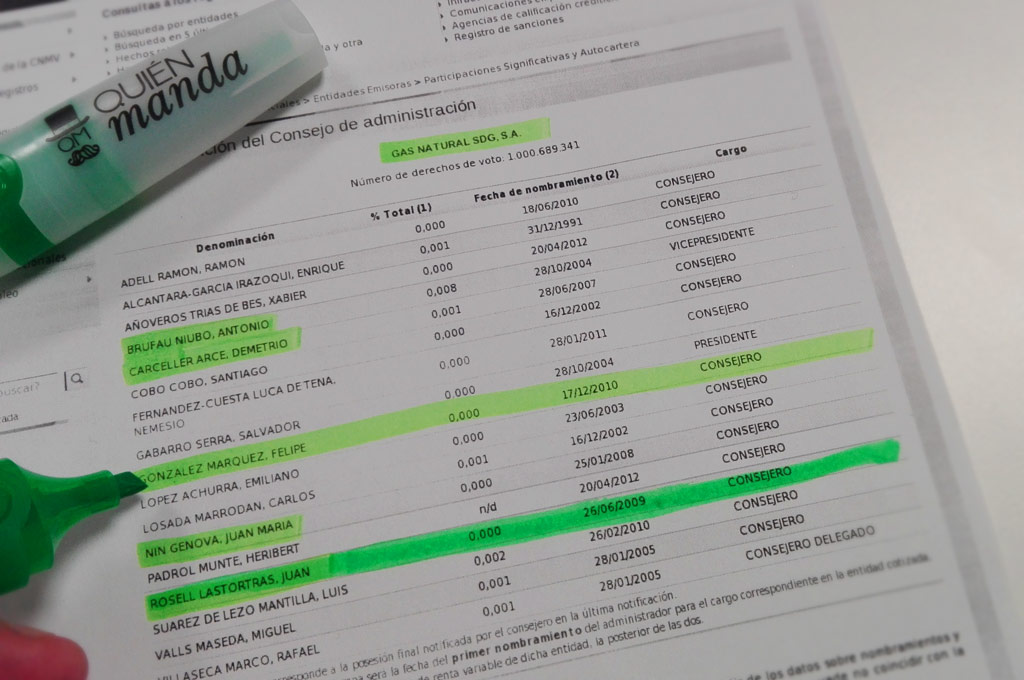 Consultas a los
Búsqueda por entidades
Búsqueda en
Hechos
y otra
Comunicaciones
Agencias de calificación
Registro de sanciones
de la CNMV
> Entidades Emisoras > Participaciones Significativas y Autocartera
QUIÉN
manda
QM
del Consejo de administración
GAS NATURAL SDG, S.A.
Número de derechos de voto: 1.000.689.341
Denominación % Total (1) Fecha de nombramiento (2) Cargo
ADELL RAMON, RAMON 0,000 18/06/2010 CONSEJERO
ALCANTARA-GARCIA IRAZOQUI, ENRIQUE 0,001 31/12/1991 CONSEJERO
AÑOVEROS TRIAS DE BES, XABIER 0,000 20/04/2012 CONSEJERO
BRUFAU NIUBO, ANTONIO 0,008 28/10/2004 VICEPRESIDENTE
CARCELLER ARCE, DEMETRIO 0,001 28/06/2007 CONSEJERO
COBO COBO, SANTIAGO 0,000 16/12/2002 CONSEJERO
FERNANDEZ-CUESTA LUCA DE TENA, 0,000 28/01/2011 CONSEJERO
NEMESIO
GABARRO SERRA, SALVADOR 0,000 28/10/2004 PRESIDENTE
GONZALEZ MARQUEZ, FELIPE 0,000 17/12/2010 CONSEJERO
LOPEZ ACHURRA, EMILIANO 0,000 23/06/2003 CONSEJERO
LOSADA MARRODAN, CARLOS 0,001 16/12/2002 CONSEJERO
NIN GENOVA, JUAN MARIA 0,000 25/01/2008 CONSEJERO
PADROL MUNTE, HERIBERT n/d 20/04/2012 CONSEJERO
ROSELL LASTORTRAS, JUAN 0,000 26/06/2009 CONSEJERO
SUAREZ DE LEZO MANTILLA, LUIS 0,002 26/02/2010 CONSEJERO
VALLS MASEDA, MIGUEL 0,001 28/01/2005 CONSEJERO
VILLASECA MARCO, RAFAEL 0,001 28/01/2005 CONSEJERO DELEGADO
a la posesión final notificada por el consejero en la última notificación.
será la fecha del primer nombramiento del administrador para el cargo correspondiente en la entidad cotizada.
de renta variable de dicha entidad, la posterior de las dos.
de los datos sobre nombramientos y
no coincidir con la